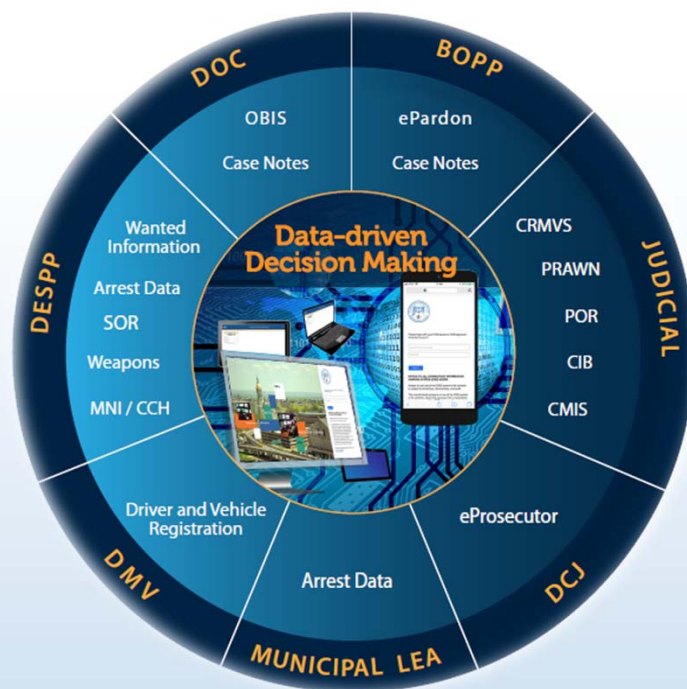 DOC
BOPP
OBIS
Case Notes
ePardon
Case Notes
DESPP
Wanted
Information
Arrest Data
SOR
Weapons
MNI / CCH
Data-driven
Decision Making
CRMVS
PRAWN
POR
CIB
CMIS
JUDICIAL
Driver and Vehicle
Registration
DMV
Arrest Data
MUNICIPAL LEA
eProsecutor
DCJ